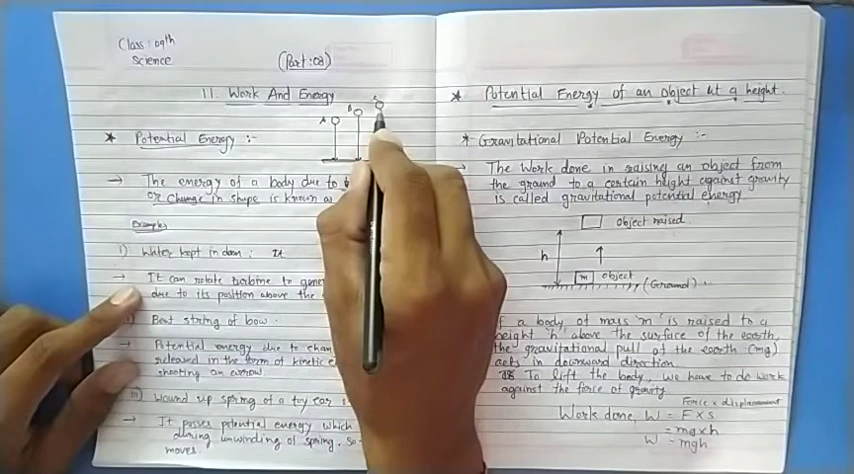 Class: 09th
Science
(Part: 08)
11. Work And Energy
A B C
* Potential Energy :-
→ The energy of a body due to
or Change in shape is known as
Examples
i) Water kept in dam: It
→ It can rotate turbine to gene
due to its position above the
Bent string of bow.
→ Potential energy due to chan
released in the form of kinetic e
shooting an arrow.
iii) Wound up spring of a toy car :
→ It posses potential energy which
during unwinding of spring. So
moves.
* Potential Energy of an object at a height.
* Gravitational Potential Energy :-
→ The Work done in raising an object from
the ground to a certain height against gravity
is called gravitational potential energy.
object raised.
h
m object
(Ground)
f a body of mass 'm' is raised to a
height 'h' above the surface of the earth,
the gravitational pull of the earth (mg)
acts in downward direction.
To lift the body, we have to do work
against the force of gravity
Force × displacement
Work done, W = F × s
= mg×h
W = mgh